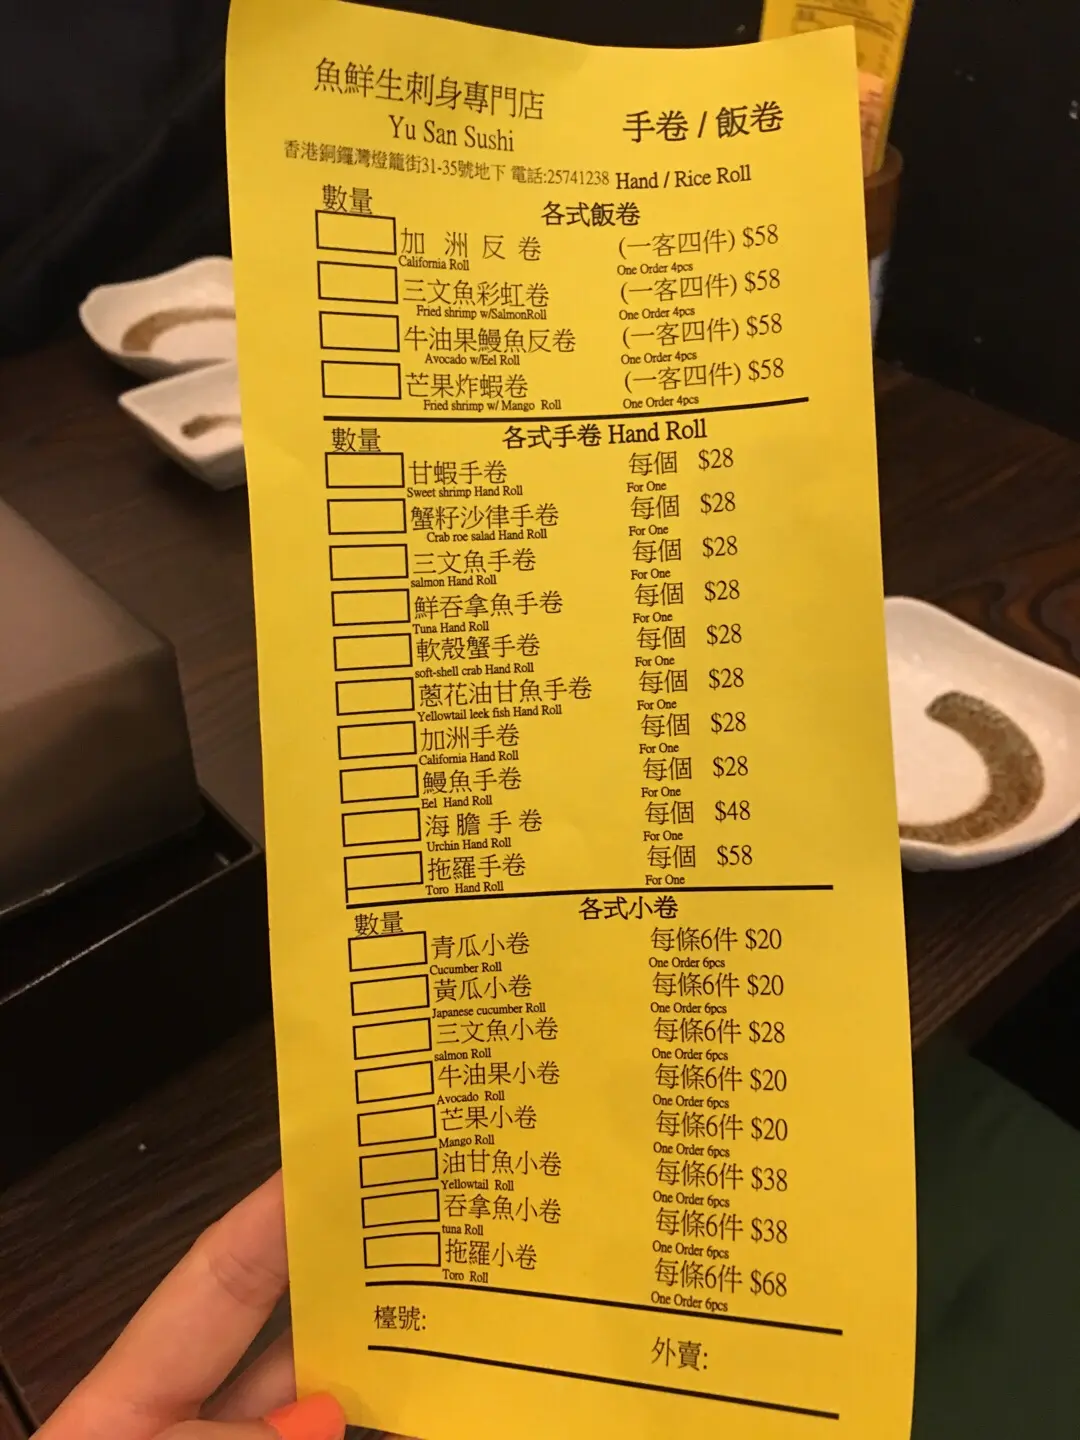 魚鮮生刺身專門店
Yu San Sushi
手卷 / 飯卷
香港銅鑼灣燈籠街31-35號地下 電話:25741238 Hand / Rice Roll
數量 各式飯卷
加 洲 反 卷 (一客四件) $58
California Roll One Order 4pcs
三文魚彩虹卷 (一客四件) $58
Fried shrimp w/SalmonRoll One Order 4pcs
牛油果鰻魚反卷 (一客四件) $58
Avocado w/Eel Roll One Order 4pcs
芒果炸蝦卷 (一客四件) $58
Fried shrimp w/ Mango Roll One Order 4pcs
數量 各式手卷 Hand Roll
甘蝦手卷 每個 $28
Sweet shrimp Hand Roll For One
蟹籽沙律手卷 每個 $28
Crab roe salad Hand Roll For One
三文魚手卷 每個 $28
salmon Hand Roll For One
鮮吞拿魚手卷 每個 $28
Tuna Hand Roll For One
軟殼蟹手卷 每個 $28
soft-shell crab Hand Roll For One
蔥花油甘魚手卷 每個 $28
Yellowtail leek fish Hand Roll For One
加洲手卷 每個 $28
California Hand Roll For One
鰻魚手卷 每個 $28
Eel Hand Roll For One
海 膽 手 卷 每個 $48
Urchin Hand Roll For One
拖羅手卷 每個 $58
Toro Hand Roll For One
數量 各式小卷
青瓜小卷 每條6件 $20
Cucumber Roll One Order 6pcs
黃瓜小卷 每條6件 $20
Japanese cucumber Roll One Order 6pcs
三文魚小卷 每條6件 $28
salmon Roll One Order 6pcs
牛油果小卷 每條6件 $20
Avocado Roll One Order 6pcs
芒果小卷 每條6件 $20
Mango Roll One Order 6pcs
油甘魚小卷 每條6件 $38
Yellowtail Roll One Order 6pcs
吞拿魚小卷 每條6件 $38
tuna Roll One Order 6pcs
拖羅小卷 每條6件 $68
Toro Roll One Order 6pcs
檯號:
外賣: